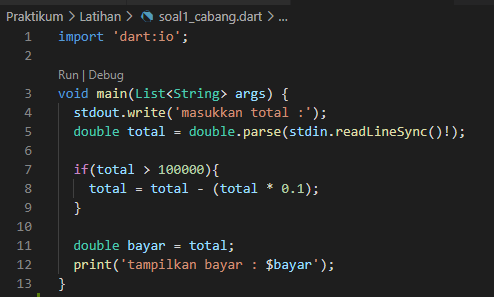 Praktikum > Latihan > soal1_cabang.dart > ...
1 import 'dart:io';
2
Run | Debug
3 void main(List<String> args) {
4 stdout.write('masukkan total :');
5 double total = double.parse(stdin.readLineSync()!);
6
7 if(total > 100000){
8 total = total - (total * 0.1);
9 }
10
11 double bayar = total;
12 print('tampilkan bayar : $bayar');
13 }